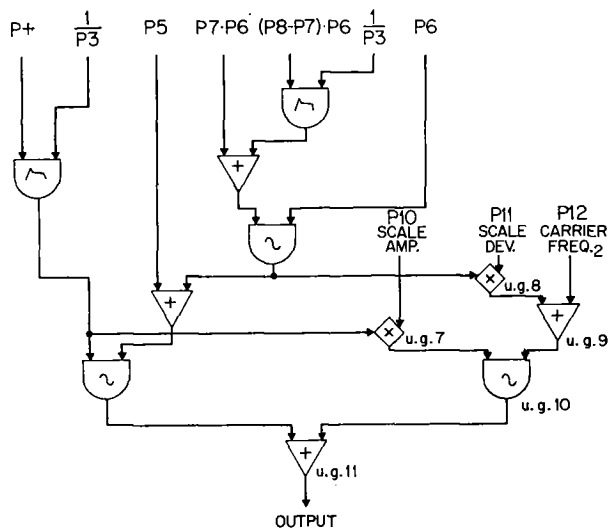 P+
1/P3
P5
P7·P6
(P8-P7)·P6
1/P3
P6
+
P10
SCALE
AMP.
P11
SCALE
DEV.
P12
CARRIER
FREQ.2
+
×
u.g.8
×
u.g.7
+
u.g.9
u.g.10
+
u.g.11
OUTPUT